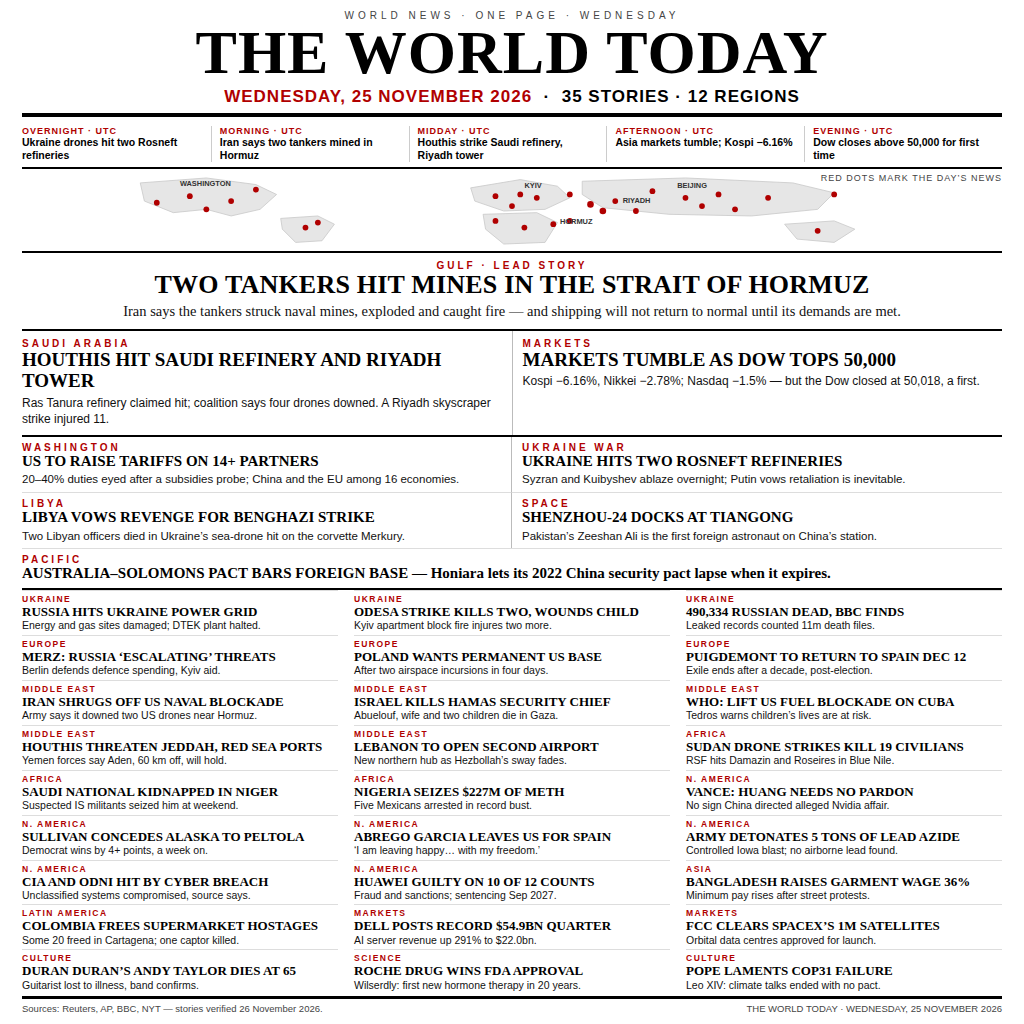 WORLD NEWS · ONE PAGE · WEDNESDAY
THE WORLD TODAY
WEDNESDAY, 25 NOVEMBER 2026 · 35 STORIES · 12 REGIONS
OVERNIGHT · UTC
Ukraine drones hit two Rosneft
refineries
MORNING · UTC
Iran says two tankers mined in
Hormuz
MIDDAY · UTC
Houthis strike Saudi refinery,
Riyadh tower
AFTERNOON · UTC
Asia markets tumble; Kospi −6.16%
EVENING · UTC
Dow closes above 50,000 for first
time
RED DOTS MARK THE DAY'S NEWS
WASHINGTON
KYIV
BEIJING
RIYADH
HORMUZ
GULF · LEAD STORY
TWO TANKERS HIT MINES IN THE STRAIT OF HORMUZ
Iran says the tankers struck naval mines, exploded and caught fire — and shipping will not return to normal until its demands are met.
SAUDI ARABIA
HOUTHIS HIT SAUDI REFINERY AND RIYADH
TOWER
Ras Tanura refinery claimed hit; coalition says four drones downed. A Riyadh skyscraper
strike injured 11.
MARKETS
MARKETS TUMBLE AS DOW TOPS 50,000
Kospi −6.16%, Nikkei −2.78%; Nasdaq −1.5% — but the Dow closed at 50,018, a first.
WASHINGTON
US TO RAISE TARIFFS ON 14+ PARTNERS
20–40% duties eyed after a subsidies probe; China and the EU among 16 economies.
UKRAINE WAR
UKRAINE HITS TWO ROSNEFT REFINERIES
Syzran and Kuibyshev ablaze overnight; Putin vows retaliation is inevitable.
LIBYA
LIBYA VOWS REVENGE FOR BENGHAZI STRIKE
Two Libyan officers died in Ukraine’s sea-drone hit on the corvette Merkury.
SPACE
SHENZHOU-24 DOCKS AT TIANGONG
Pakistan’s Zeeshan Ali is the first foreign astronaut on China’s station.
PACIFIC
AUSTRALIA–SOLOMONS PACT BARS FOREIGN BASE — Honiara lets its 2022 China security pact lapse when it expires.
UKRAINE
RUSSIA HITS UKRAINE POWER GRID
Energy and gas sites damaged; DTEK plant halted.
UKRAINE
ODESA STRIKE KILLS TWO, WOUNDS CHILD
Kyiv apartment block fire injures two more.
UKRAINE
490,334 RUSSIAN DEAD, BBC FINDS
Leaked records counted 11m death files.
EUROPE
MERZ: RUSSIA ‘ESCALATING’ THREATS
Berlin defends defence spending, Kyiv aid.
EUROPE
POLAND WANTS PERMANENT US BASE
After two airspace incursions in four days.
EUROPE
PUIGDEMONT TO RETURN TO SPAIN DEC 12
Exile ends after a decade, post-election.
MIDDLE EAST
IRAN SHRUGS OFF US NAVAL BLOCKADE
Army says it downed two US drones near Hormuz.
MIDDLE EAST
ISRAEL KILLS HAMAS SECURITY CHIEF
Abuelouf, wife and two children die in Gaza.
MIDDLE EAST
WHO: LIFT US FUEL BLOCKADE ON CUBA
Tedros warns children’s lives are at risk.
MIDDLE EAST
HOUTHIS THREATEN JEDDAH, RED SEA PORTS
Yemen forces say Aden, 60 km off, will hold.
MIDDLE EAST
LEBANON TO OPEN SECOND AIRPORT
Northern hub as Hezbollah’s sway fades.
AFRICA
SUDAN DRONE STRIKES KILL 19 CIVILIANS
RSF hits Damazin and Roseires in Blue Nile.
AFRICA
SAUDI NATIONAL KIDNAPPED IN NIGER
Suspected IS militants seized him at weekend.
AFRICA
NIGERIA SEIZES $227M OF METH
Five Mexicans arrested in record bust.
N. AMERICA
VANCE: HUANG NEEDS NO PARDON
No sign China directed alleged Nvidia affair.
N. AMERICA
SULLIVAN CONCEDES ALASKA TO PELTOLA
Democrat wins by 4+ points, a week on.
N. AMERICA
ABREGO GARCIA LEAVES US FOR SPAIN
‘I am leaving happy… with my freedom.’
N. AMERICA
ARMY DETONATES 5 TONS OF LEAD AZIDE
Controlled Iowa blast; no airborne lead found.
N. AMERICA
CIA AND ODNI HIT BY CYBER BREACH
Unclassified systems compromised, source says.
N. AMERICA
HUAWEI GUILTY ON 10 OF 12 COUNTS
Fraud and sanctions; sentencing Sep 2027.
ASIA
BANGLADESH RAISES GARMENT WAGE 36%
Minimum pay rises after street protests.
LATIN AMERICA
COLOMBIA FREES SUPERMARKET HOSTAGES
Some 20 freed in Cartagena; one captor killed.
MARKETS
DELL POSTS RECORD $54.9BN QUARTER
AI server revenue up 291% to $22.0bn.
MARKETS
FCC CLEARS SPACEX’S 1M SATELLITES
Orbital data centres approved for launch.
CULTURE
DURAN DURAN’S ANDY TAYLOR DIES AT 65
Guitarist lost to illness, band confirms.
SCIENCE
ROCHE DRUG WINS FDA APPROVAL
Wilserdly: first new hormone therapy in 20 years.
CULTURE
POPE LAMENTS COP31 FAILURE
Leo XIV: climate talks ended with no pact.
Sources: Reuters, AP, BBC, NYT — stories verified 26 November 2026.
THE WORLD TODAY · WEDNESDAY, 25 NOVEMBER 2026